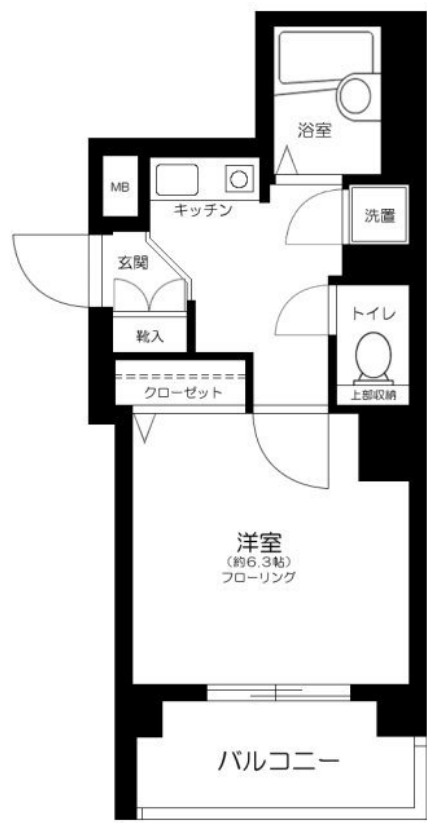 浴室
MB
キッチン
洗置
玄関
トイレ
靴入
上部収納
クローゼット
洋室
(約6.3帖)
フローリング
バルコニー